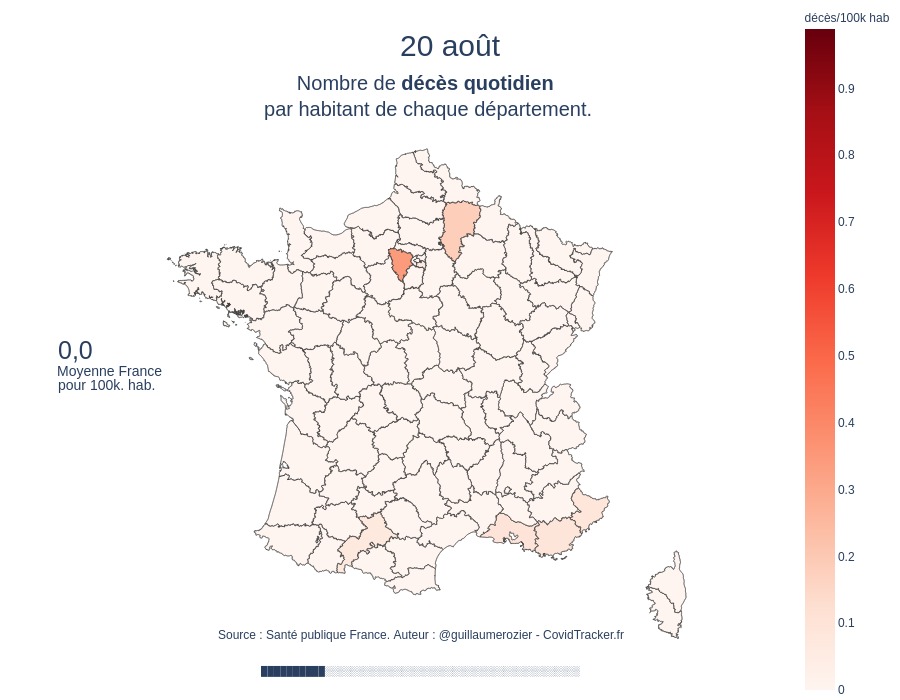 décès/100k hab
20 août
Nombre de décès quotidien
par habitant de chaque département.
0.9
0.8
0.7
0.6
0.5
0.4
0.3
0.2
0.1
0
0,0
Moyenne France
pour 100k. hab.
Source : Santé publique France. Auteur : @guillaumerozier - CovidTracker.fr